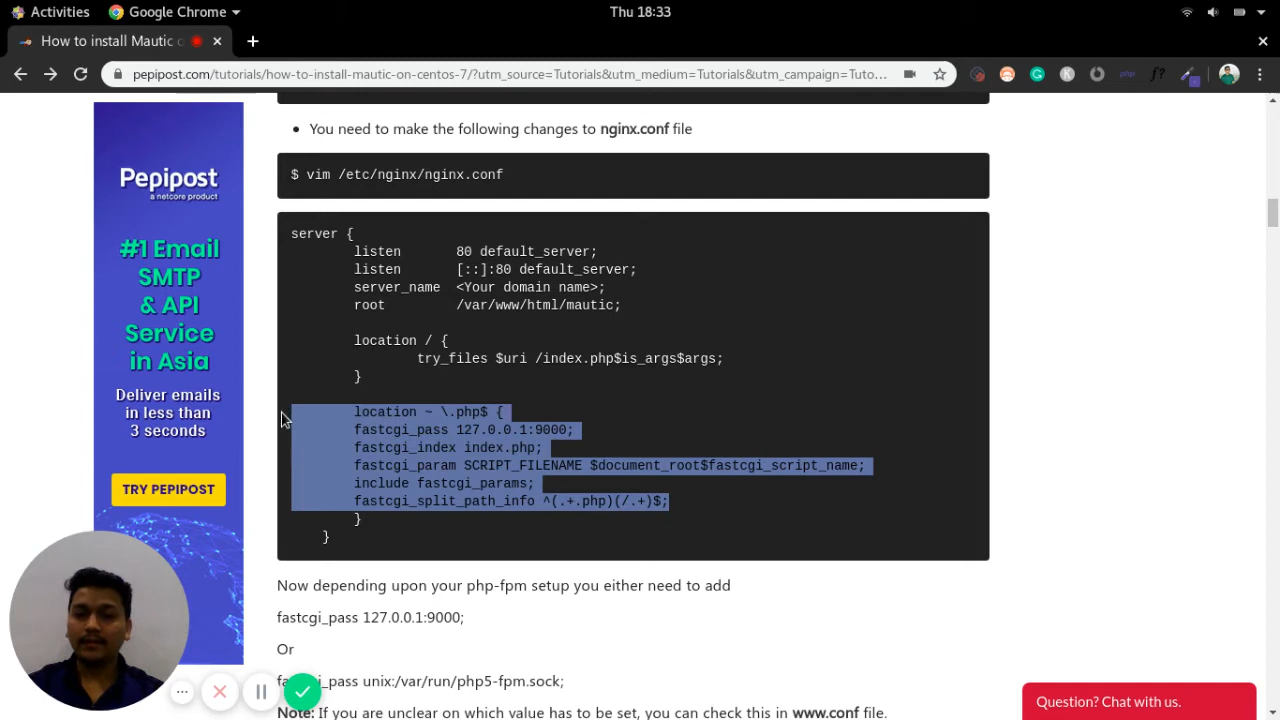 Activities
Google Chrome
Thu 18:33
How to install Mautic
pepipost.com/tutorials/how-to-install-mautic-on-centos-7/?utm_source=Tutorials&utm_medium=Tutorials&utm_campaign=Tuto...
php
f?
Pepipost
a netcore product
#1 Email
SMTP
& API
Service
in Asia
Deliver emails
in less than
3 seconds
TRY PEPIPOST
• You need to make the following changes to nginx.conf file
$ vim /etc/nginx/nginx.conf
server {
listen 80 default_server;
listen [::]:80 default_server;
server_name <Your domain name>;
root /var/www/html/mautic;
location / {
try_files $uri /index.php$is_args$args;
}
location ~ \.php$ {
fastcgi_pass 127.0.0.1:9000;
fastcgi_index index.php;
fastcgi_param SCRIPT_FILENAME $document_root$fastcgi_script_name;
include fastcgi_params;
fastcgi_split_path_info ^(.+.php)(/.+)$;
}
}
Now depending upon your php-fpm setup you either need to add
fastcgi_pass 127.0.0.1:9000;
Or
unix:/var/run/php5-fpm.sock;
Note: If you are unclear on which value has to be set, you can check this in www.conf file.
Question? Chat with us.